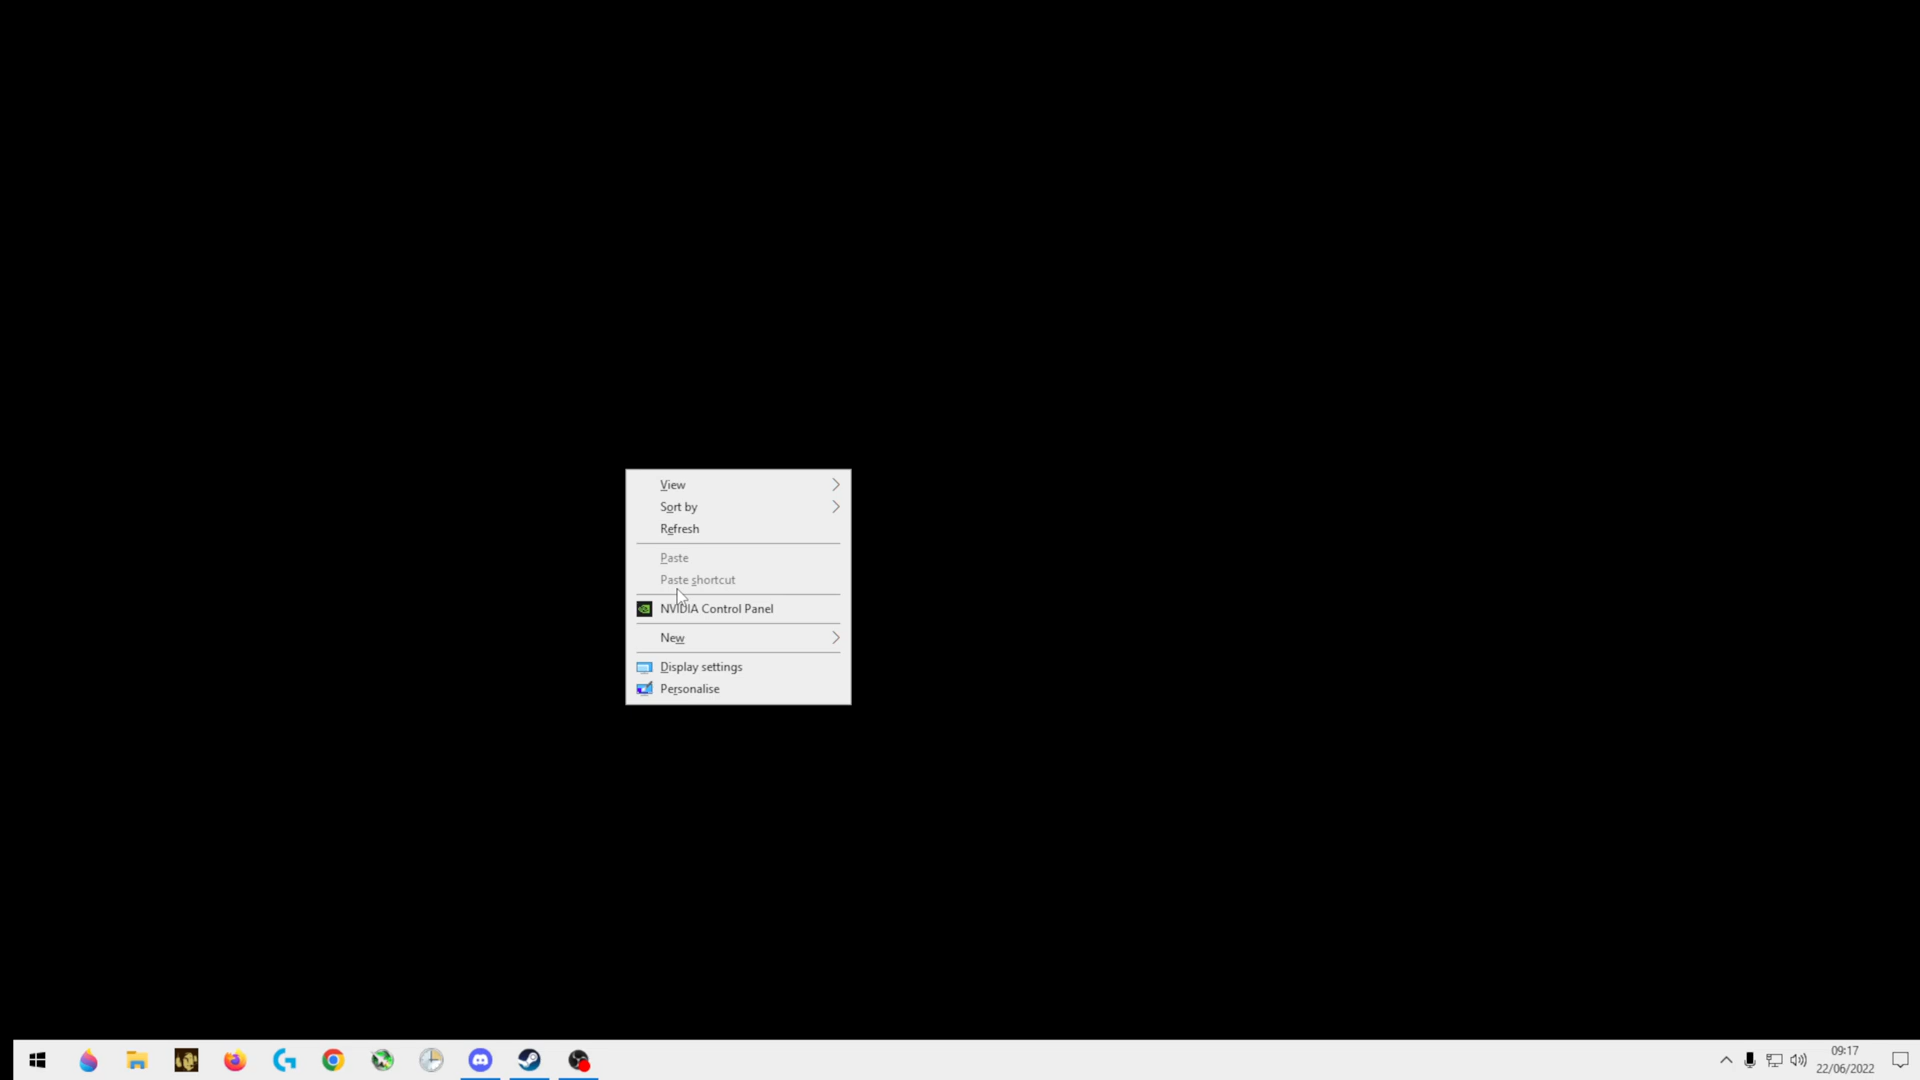 View
Sort by
Refresh
Paste
Paste shortcut
NVIDIA Control Panel
New
Display settings
Personalise
09:17
22/06/2022